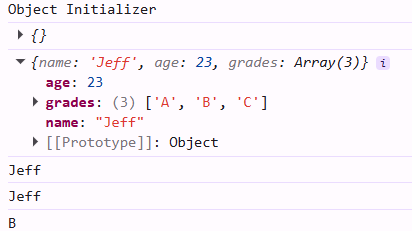 Object Initializer
▶ {}
▼ {name: 'Jeff', age: 23, grades: Array(3)} i
age: 23
▶ grades: (3) ['A', 'B', 'C']
name: "Jeff"
▶ [[Prototype]]: Object
Jeff
Jeff
B